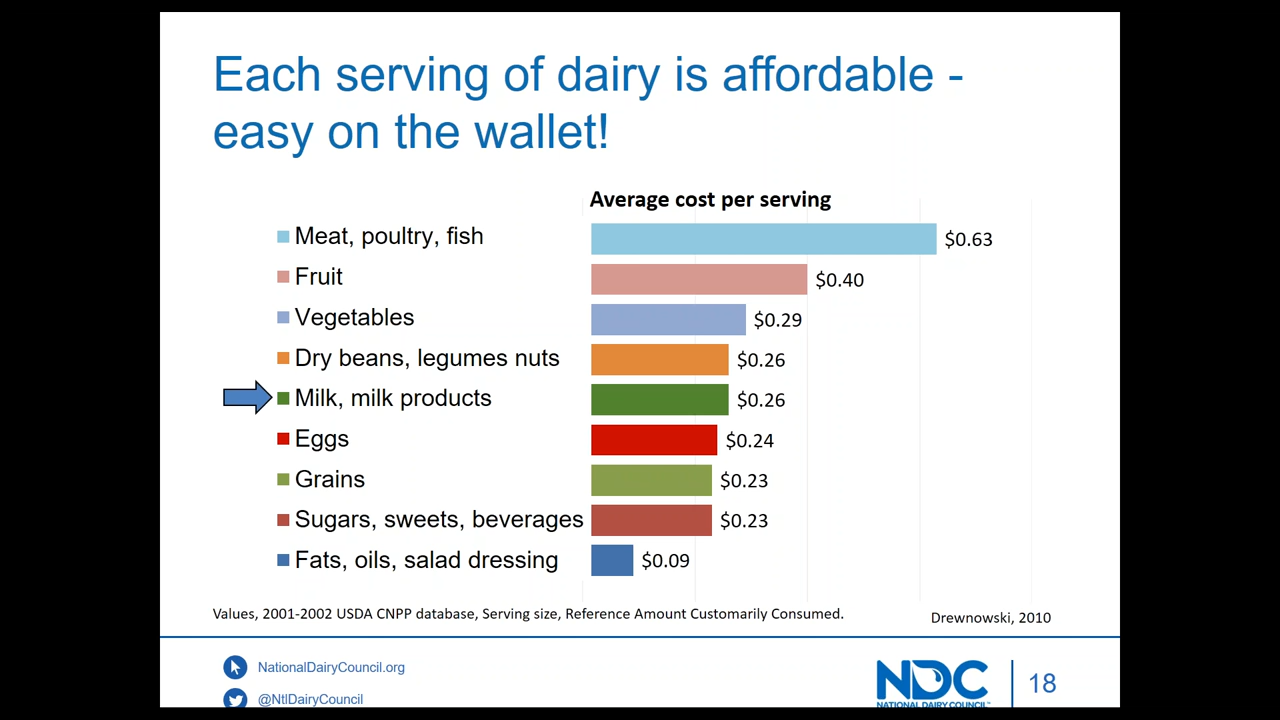 Each serving of dairy is affordable -
easy on the wallet!
Average cost per serving
Meat, poultry, fish $0.63
Fruit $0.40
Vegetables $0.29
Dry beans, legumes nuts $0.26
Milk, milk products $0.26
Eggs $0.24
Grains $0.23
Sugars, sweets, beverages $0.23
Fats, oils, salad dressing $0.09
Values, 2001-2002 USDA CNPP database, Serving size, Reference Amount Customarily Consumed.
Drewnowski, 2010
NationalDairyCouncil.org
@NtlDairyCouncil
NDC
NATIONAL DAIRY COUNCIL
18